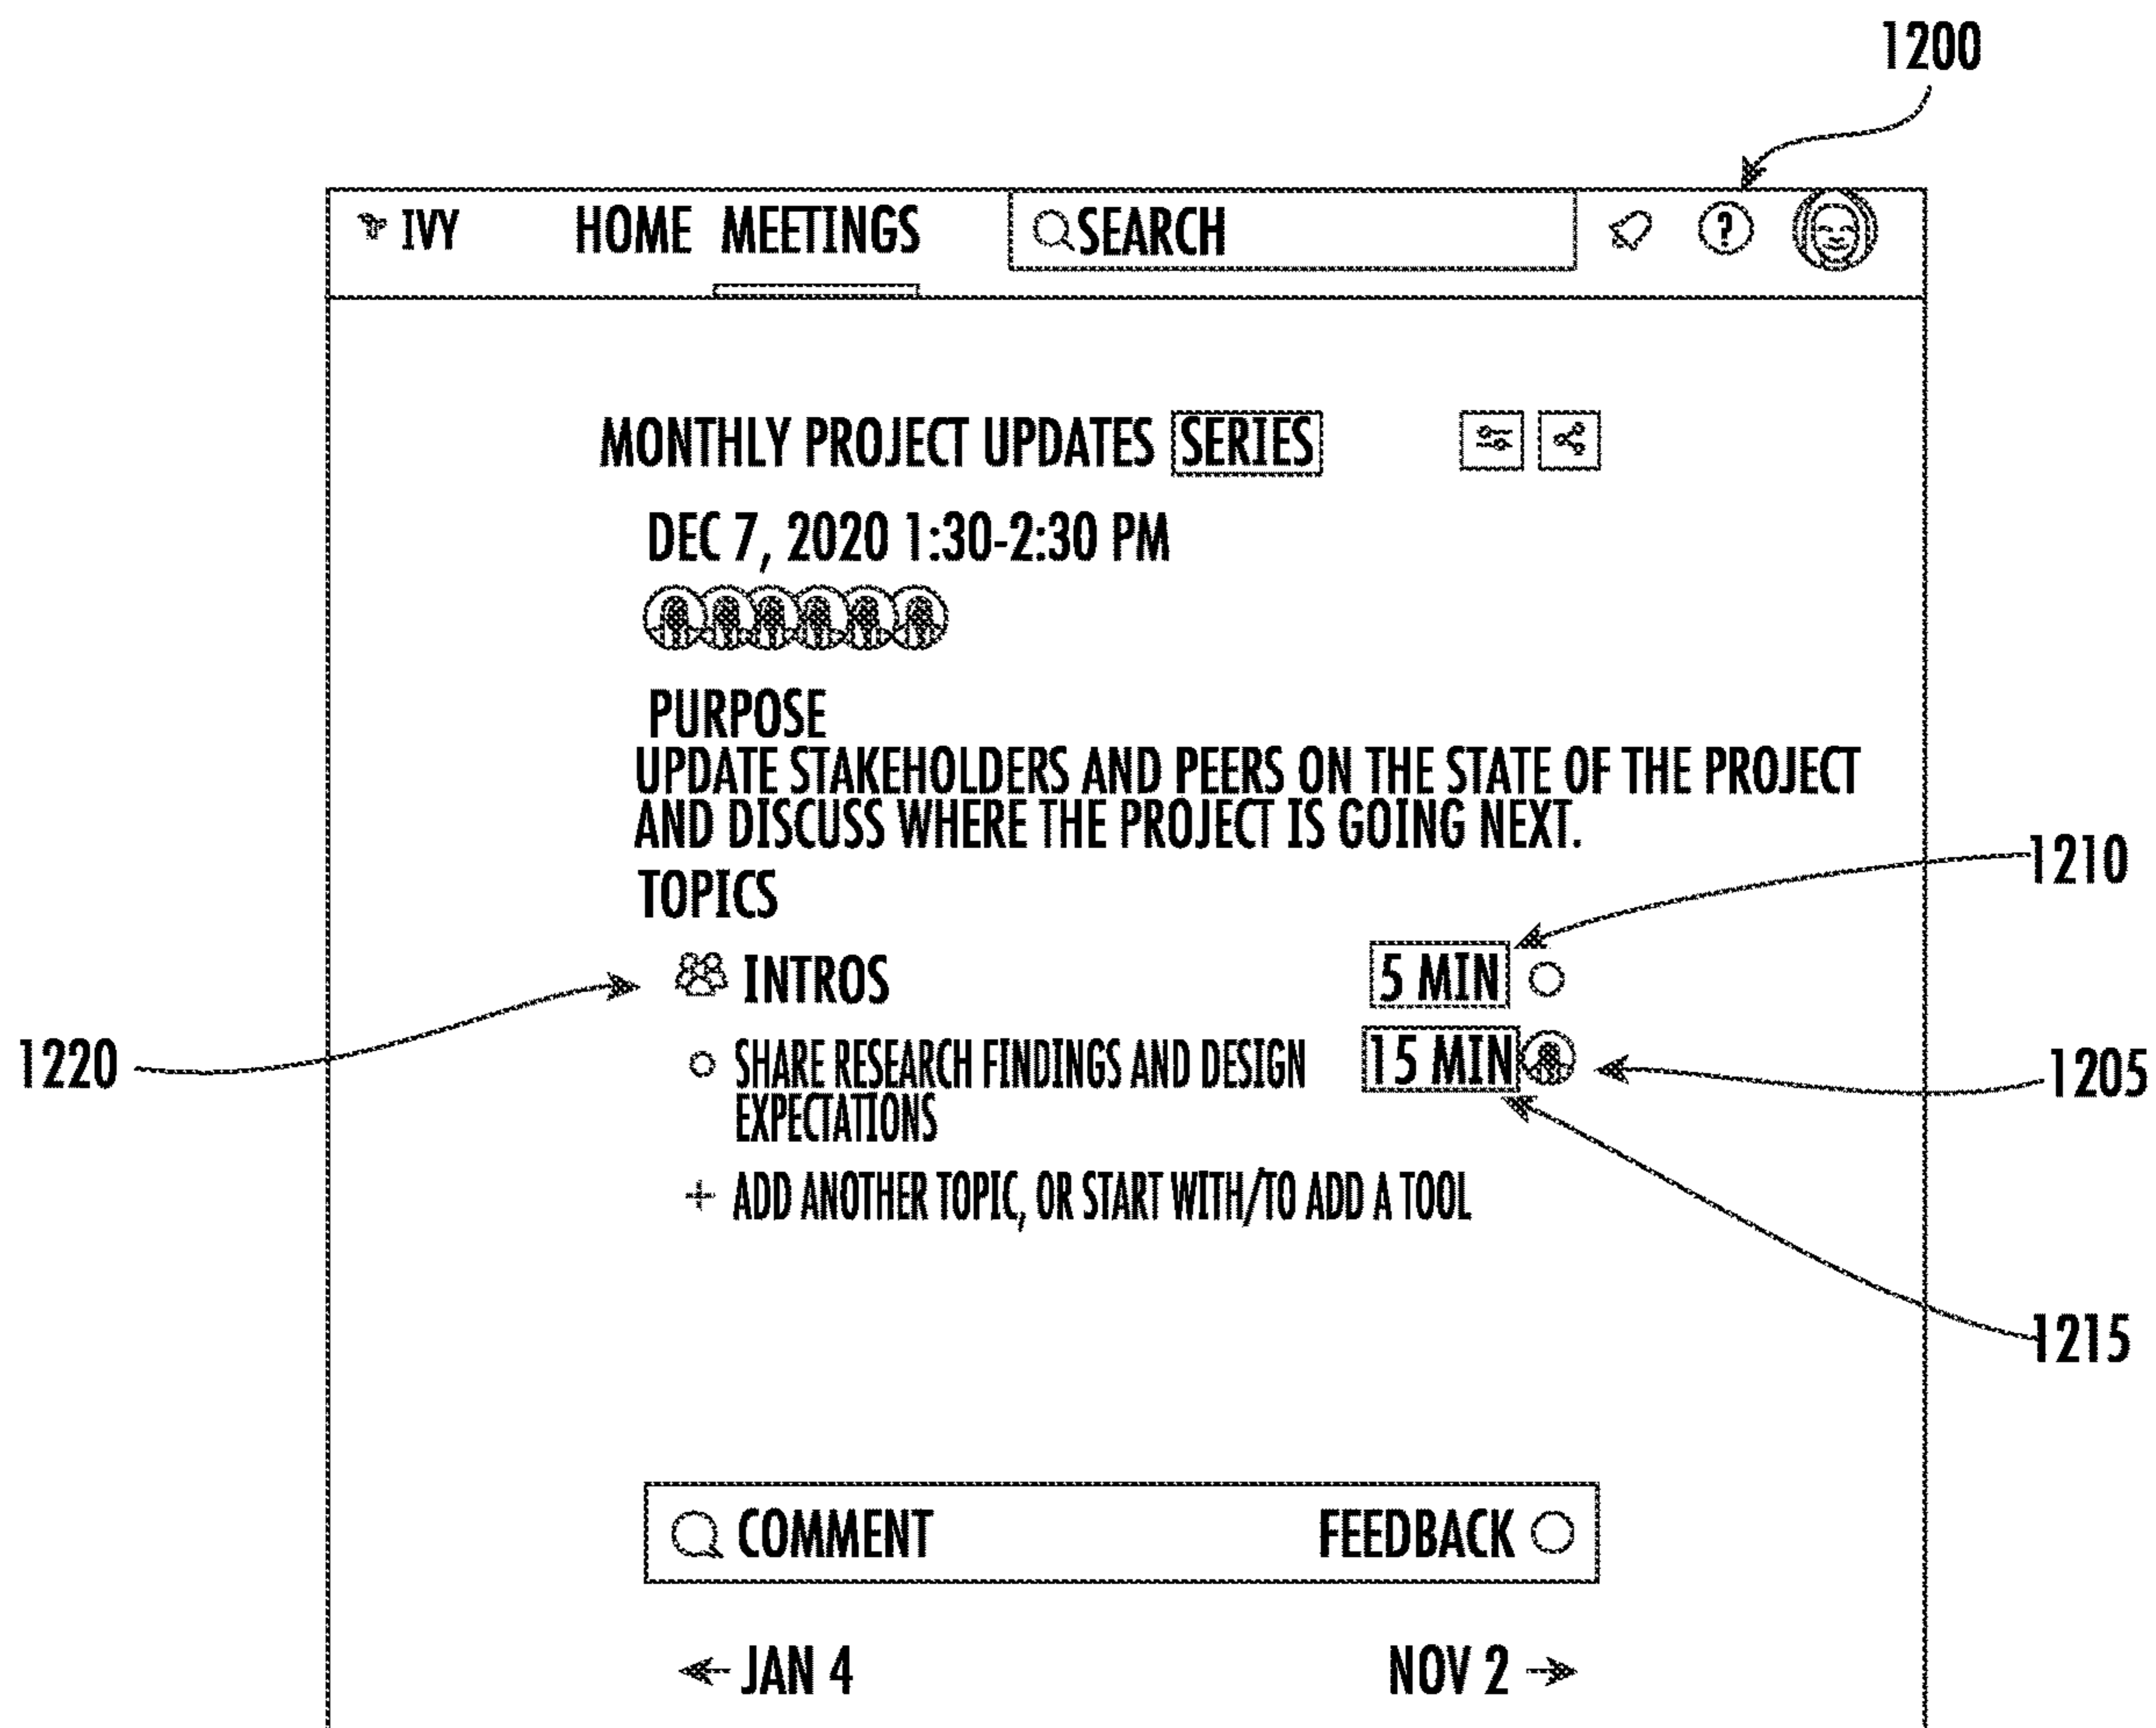 1200
IVY HOME MEETINGS SEARCH ?
MONTHLY PROJECT UPDATES SERIES
DEC 7, 2020 1:30-2:30 PM
PURPOSE
UPDATE STAKEHOLDERS AND PEERS ON THE STATE OF THE PROJECT
AND DISCUSS WHERE THE PROJECT IS GOING NEXT.
1210
TOPICS
INTROS 5 MIN
1220
SHARE RESEARCH FINDINGS AND DESIGN 15 MIN
1205
EXPECTATIONS
+ ADD ANOTHER TOPIC, OR START WITH/TO ADD A TOOL
1215
COMMENT FEEDBACK
← JAN 4 NOV 2 →